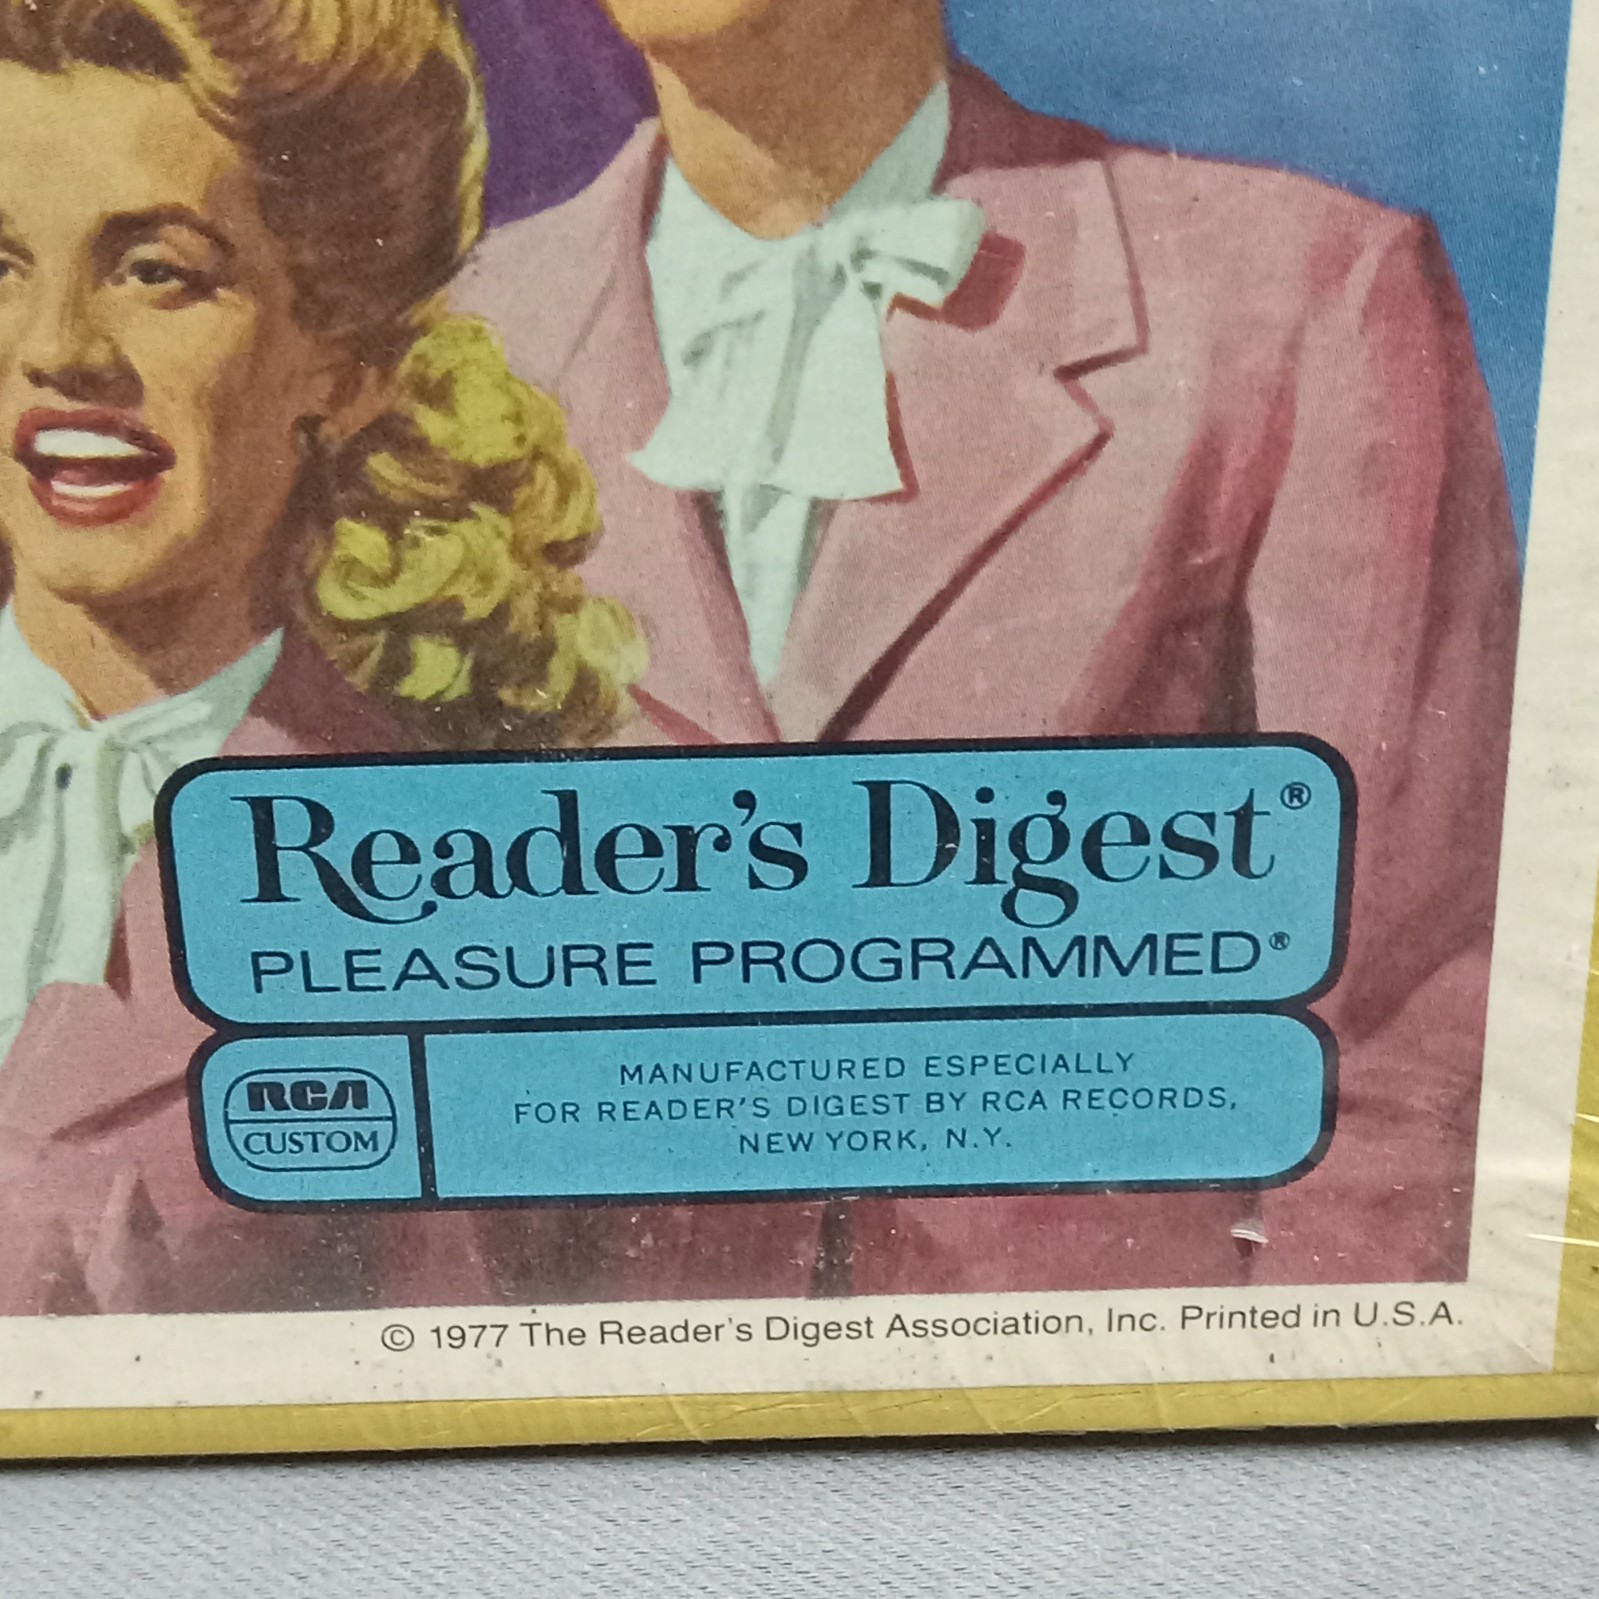 Reader's Digest®
PLEASURE PROGRAMMED®
RCA
CUSTOM
MANUFACTURED ESPECIALLY
FOR READER'S DIGEST BY RCA RECORDS,
NEW YORK, N.Y.
© 1977 The Reader's Digest Association, Inc. Printed in U.S.A.